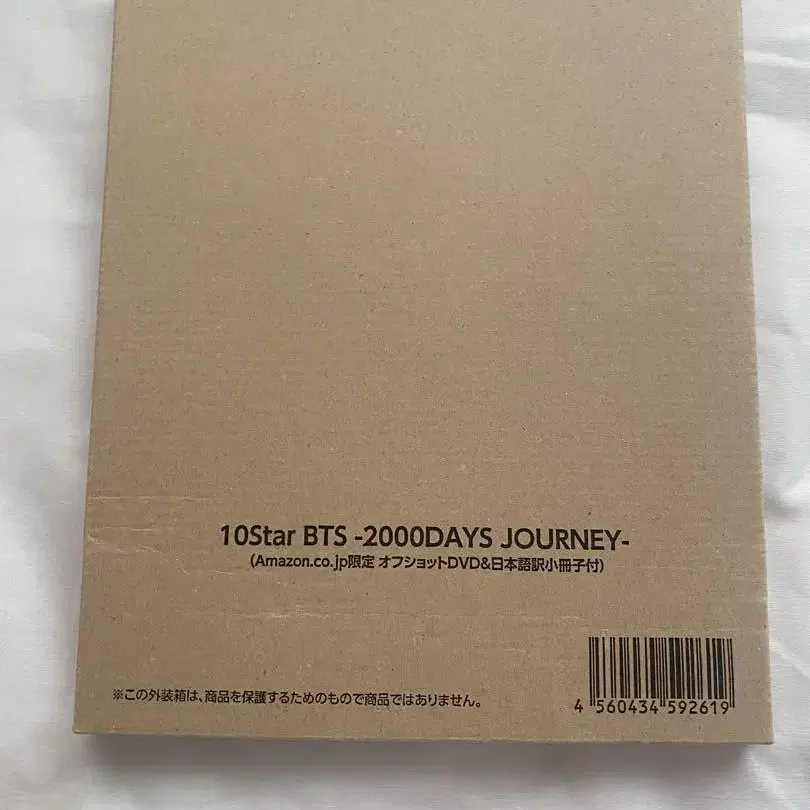 10Star BTS -2000DAYS JOURNEY-
(Amazon.co.jp限定 オフショットDVD&日本語訳小冊子付)
※この外装箱は、商品を保護するためのもので商品ではありません。
4 560434 592619